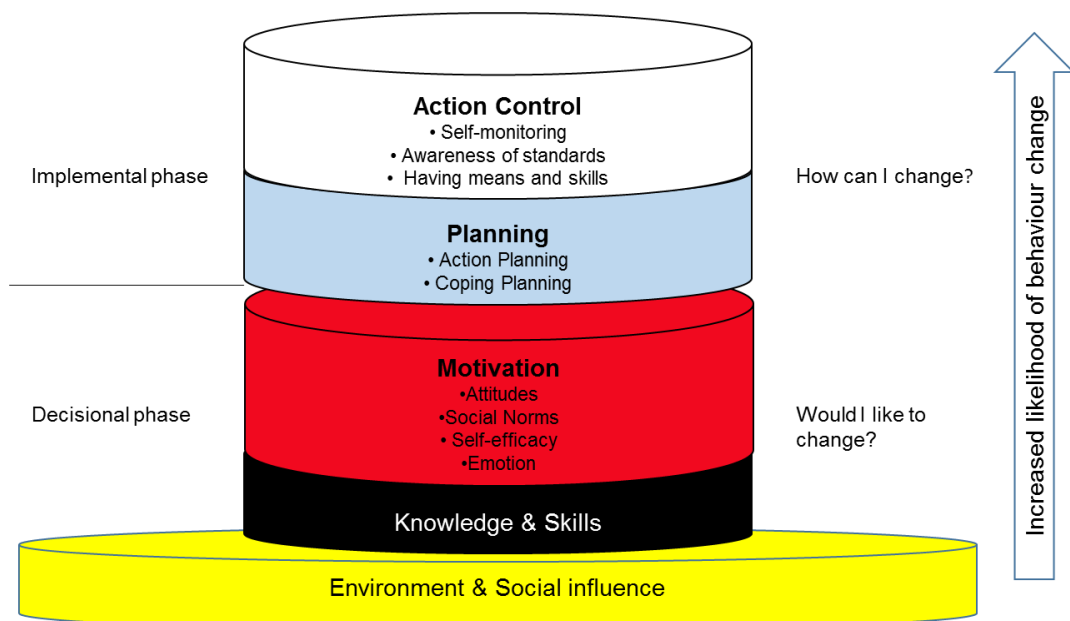 Action Control
• Self-monitoring
• Awareness of standards
• Having means and skills
Implemental phase
How can I change?
Planning
• Action Planning
• Coping Planning
Motivation
•Attitudes
•Social Norms
• Self-efficacy
•Emotion
Decisional phase
Would I like to
change?
Knowledge & Skills
Environment & Social influence
Increased likelihood of behaviour change